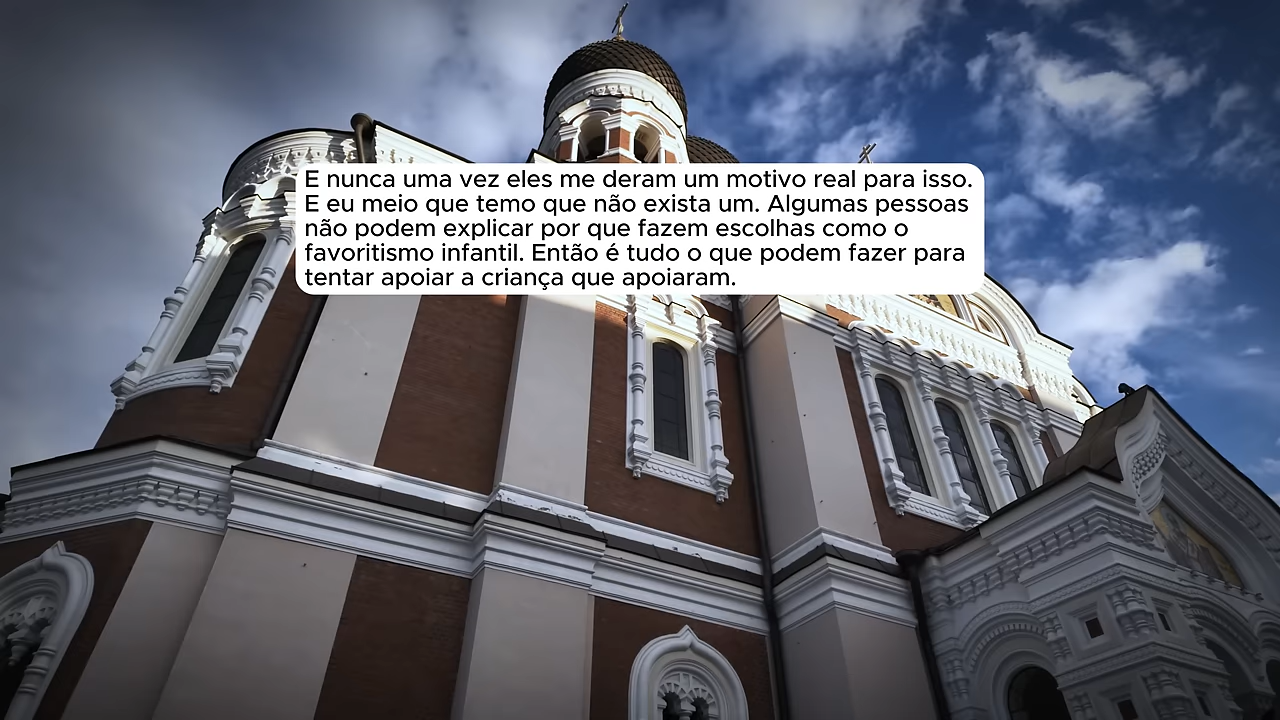 E nunca uma vez eles me deram um motivo real para isso.
E eu meio que temo que não exista um. Algumas pessoas
não podem explicar por que fazem escolhas como o
favoritismo infantil. Então é tudo o que podem fazer para
tentar apoiar a criança que apoiaram.